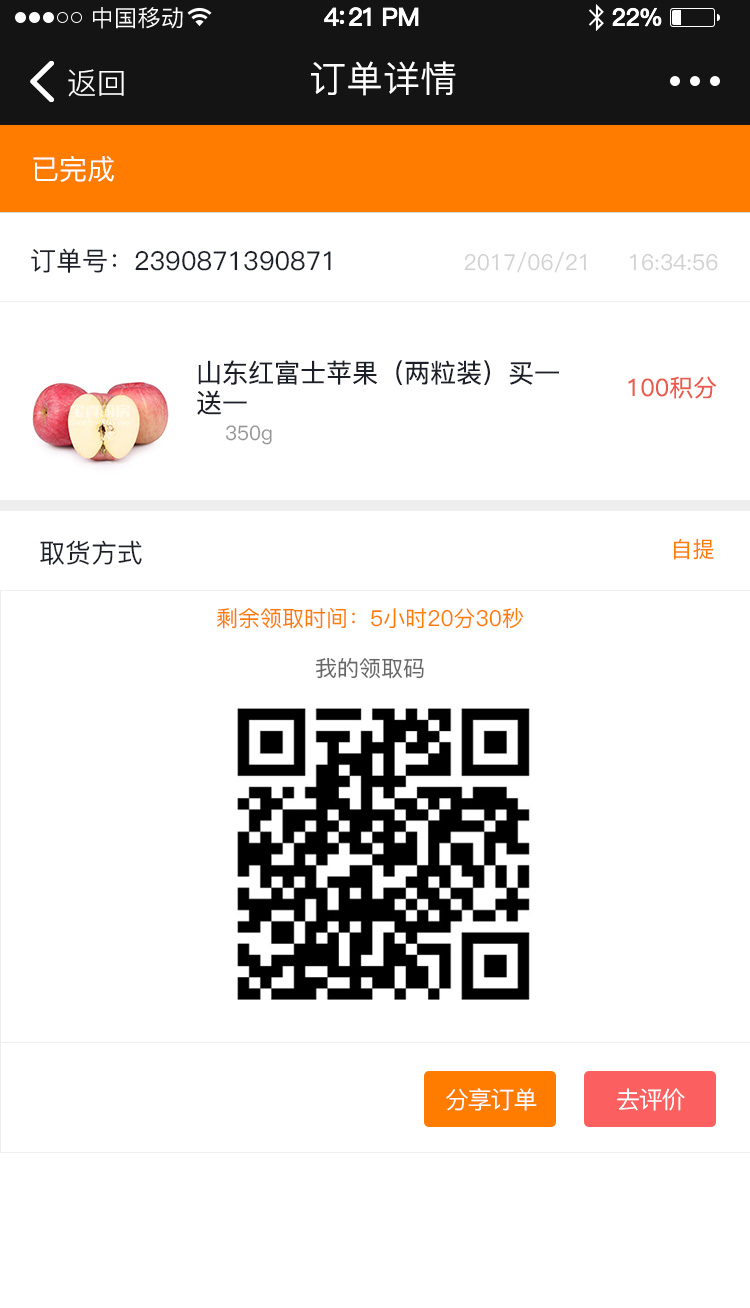 中国移动 4:21 PM 22%
返回 订单详情
已完成
订单号：2390871390871 2017/06/21 16:34:56
山东红富士苹果（两粒装）买一
送一
100积分
350g
取货方式 自提
剩余领取时间：5小时20分30秒
我的领取码
分享订单 去评价